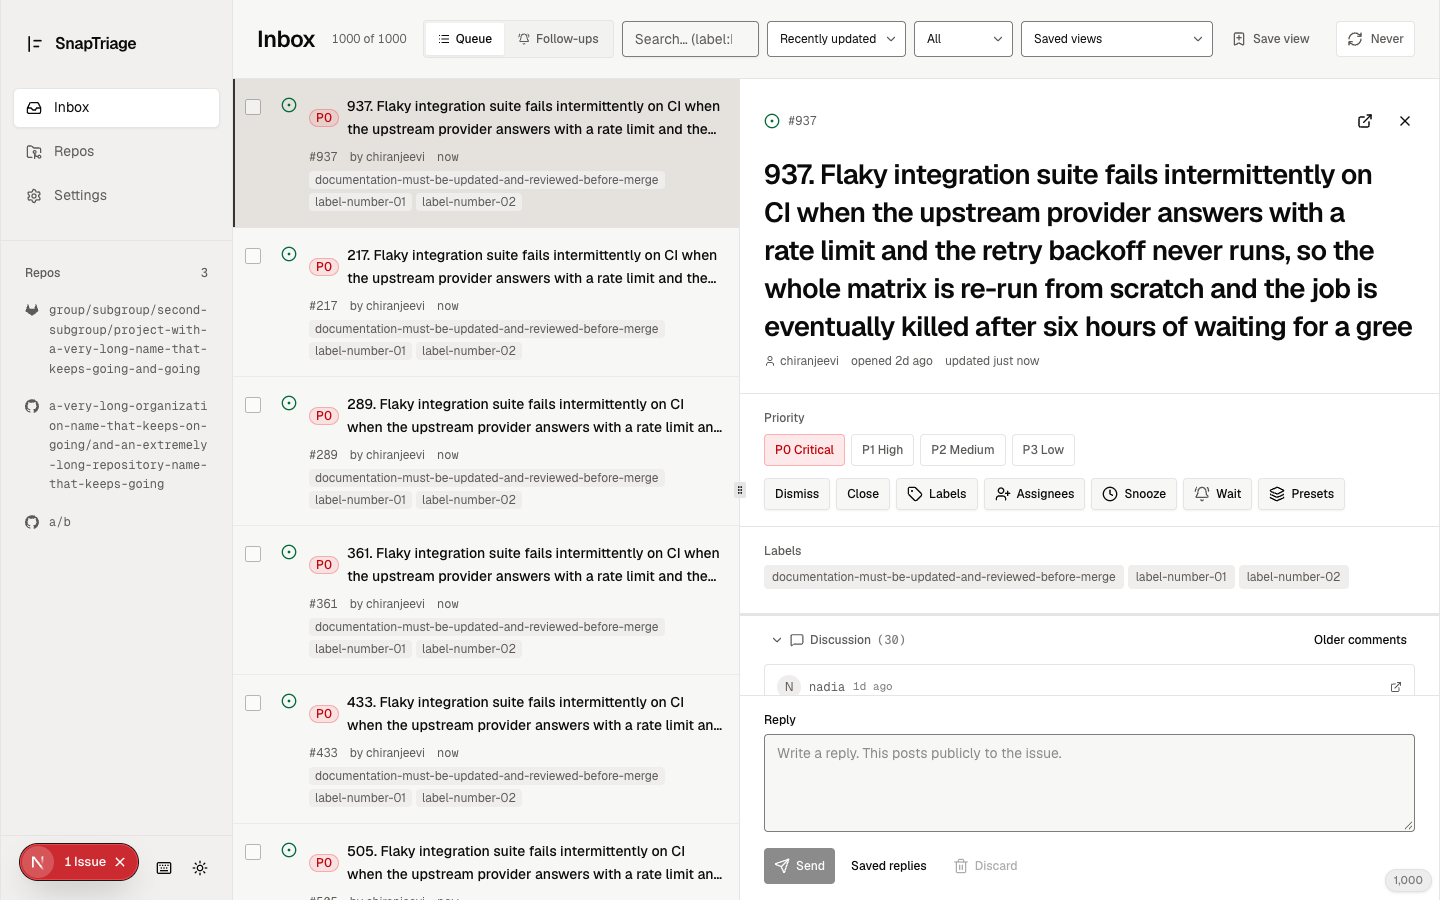 SnapTriage
Inbox
Repos
Settings
Repos 3
group/subgroup/second-
subgroup/project-with-
a-very-long-name-that-
keeps-going-and-going
a-very-long-organizati
on-name-that-keeps-on-
going/and-an-extremely
-long-repository-name-
that-keeps-going
a/b
1 Issue
Inbox 1000 of 1000 Queue Follow-ups Search... (label: Recently updated All Saved views Save view Never
P0 937. Flaky integration suite fails intermittently on CI when
the upstream provider answers with a rate limit and the...
#937 by chiranjeevi now
documentation-must-be-updated-and-reviewed-before-merge
label-number-01 label-number-02
P0 217. Flaky integration suite fails intermittently on CI when
the upstream provider answers with a rate limit and the...
#217 by chiranjeevi now
documentation-must-be-updated-and-reviewed-before-merge
label-number-01 label-number-02
P0 289. Flaky integration suite fails intermittently on CI
when the upstream provider answers with a rate limit an...
#289 by chiranjeevi now
documentation-must-be-updated-and-reviewed-before-merge
label-number-01 label-number-02
P0 361. Flaky integration suite fails intermittently on CI when
the upstream provider answers with a rate limit and the...
#361 by chiranjeevi now
documentation-must-be-updated-and-reviewed-before-merge
label-number-01 label-number-02
P0 433. Flaky integration suite fails intermittently on CI
when the upstream provider answers with a rate limit an...
#433 by chiranjeevi now
documentation-must-be-updated-and-reviewed-before-merge
label-number-01 label-number-02
P0 505. Flaky integration suite fails intermittently on CI
when the upstream provider answers with a rate limit an...
#505 by chiranjeevi now
#937
937. Flaky integration suite fails intermittently on
CI when the upstream provider answers with a
rate limit and the retry backoff never runs, so the
whole matrix is re-run from scratch and the job is
eventually killed after six hours of waiting for a gree
chiranjeevi opened 2d ago updated just now
Priority
P0 Critical P1 High P2 Medium P3 Low
Dismiss Close Labels Assignees Snooze Wait Presets
Labels
documentation-must-be-updated-and-reviewed-before-merge label-number-01 label-number-02
Discussion (30) Older comments
N nadia 1d ago
Reply
Write a reply. This posts publicly to the issue.
Send Saved replies Discard
1,000